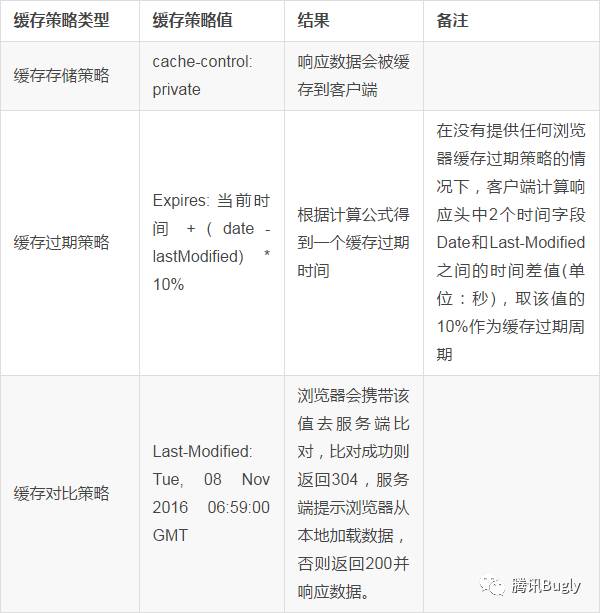 缓存策略类型
缓存策略值
结果
备注
缓存存储策略
cache-control:
private
响应数据会被缓
存到客户端
缓存过期策略
Expires: 当前时
间 + ( date -
lastModified) *
10%
根据计算公式得
到一个缓存过期
时间
在没有提供任何浏览
器缓存过期策略的情
况下，客户端计算响
应头中2个时间字段
Date和Last-Modified
之间的时间差值(单
位：秒)，取该值的
10%作为缓存过期周
期
缓存对比策略
Last-Modified:
Tue, 08 Nov
2016 06:59:00
GMT
浏览器会携带该
值去服务端比
对，比对成功则
返回304，服务
端提示浏览器从
本地加载数据，
否则返回200并
响应数据。
腾讯Bugly